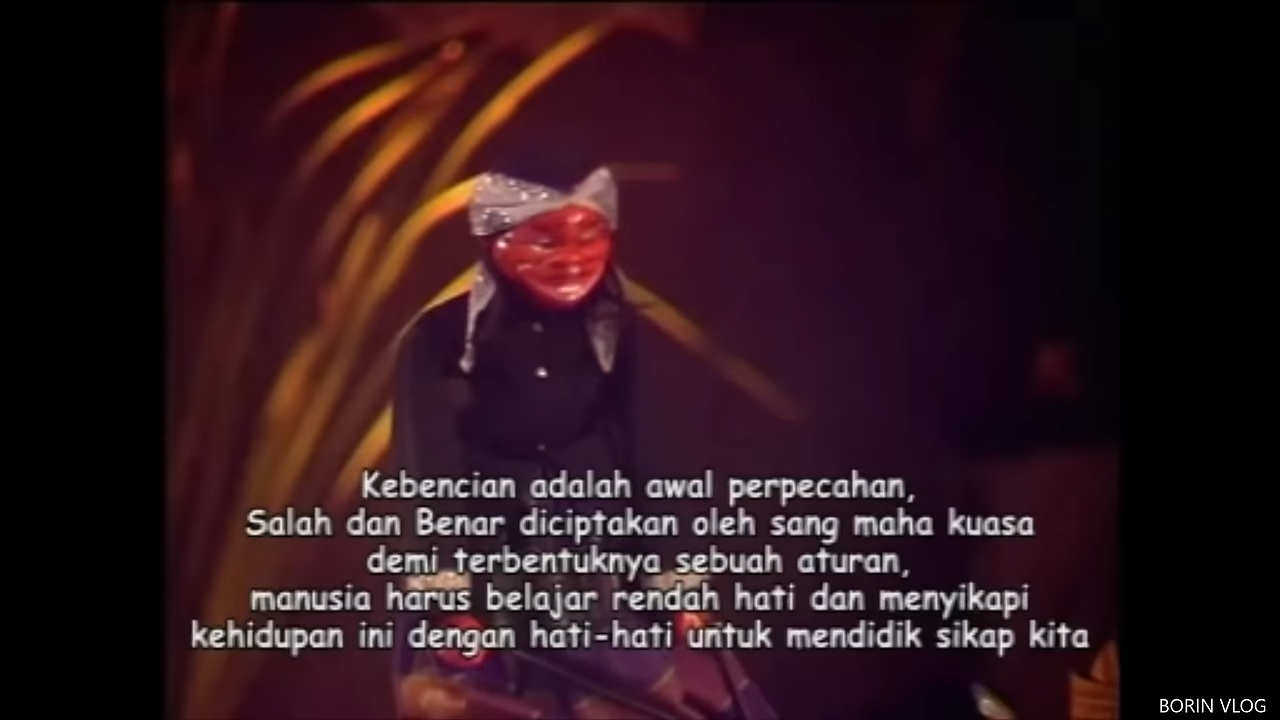 Kebencian adalah awal perpecahan,
Salah dan Benar diciptakan oleh sang maha kuasa
demi terbentuknya sebuah aturan,
manusia harus belajar rendah hati dan menyikapi
kehidupan ini dengan hati-hati untuk mendidik sikap kita
BORIN VLOG